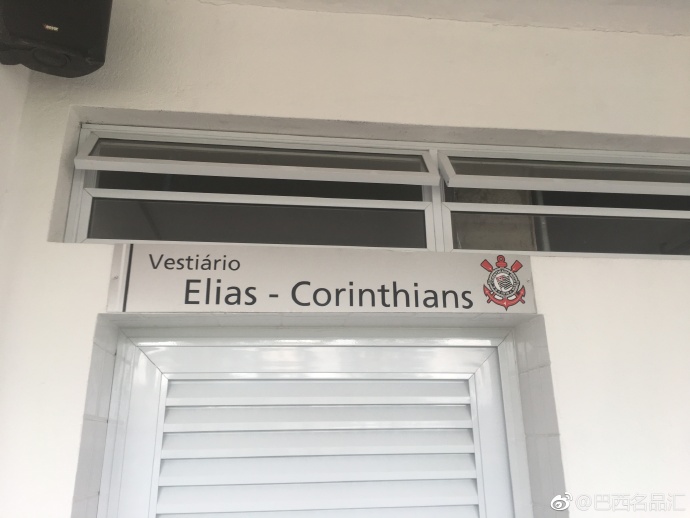 Vestiário
Elias - Corinthians
@巴西名品汇